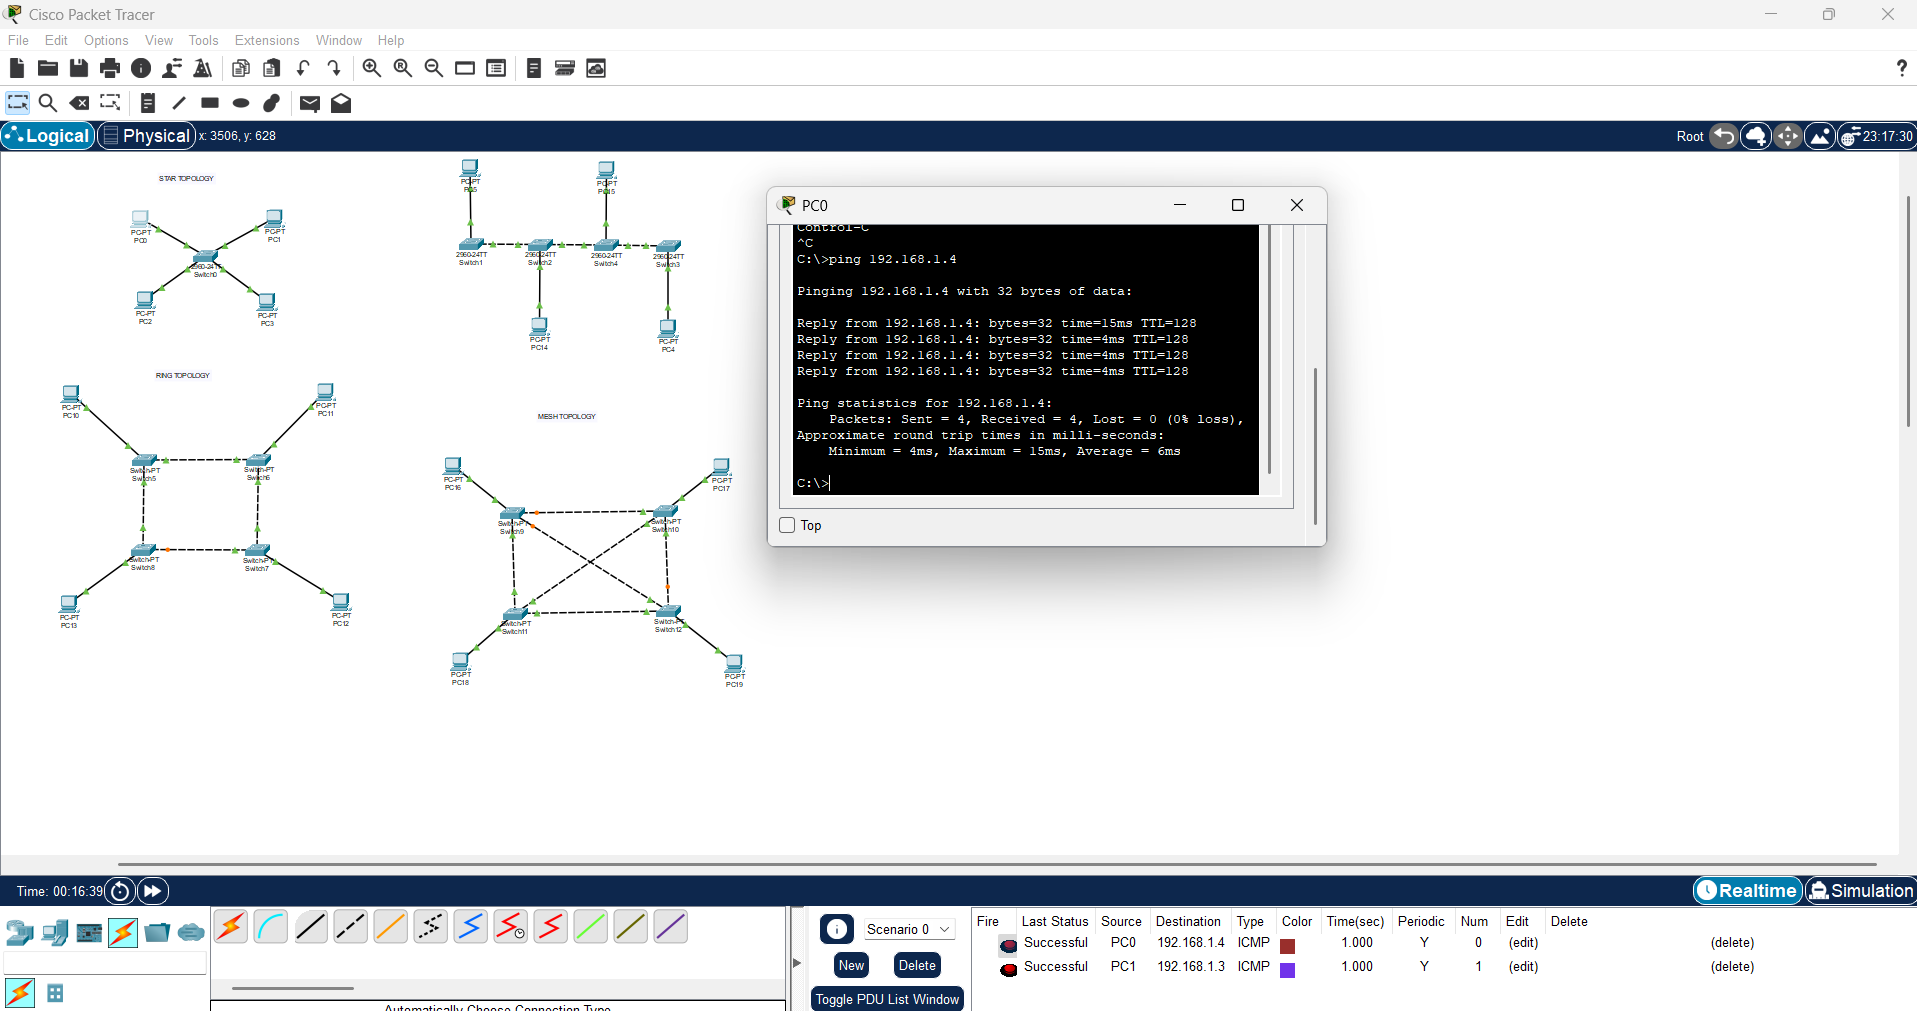 Cisco Packet Tracer
File Edit Options View Tools Extensions Window Help
?
Logical Physical x: 3506, y: 628
Root 23:17:30
STAR TOPOLOGY
PC-PT
PC0
PC-PT
PC1
2960-24TT
Switch0
PC-PT
PC2
PC-PT
PC3
PC-PT
PC5
PC-PT
PC15
2960-24TT
Switch1
2960-24TT
Switch2
2960-24TT
Switch4
2960-24TT
Switch3
PC-PT
PC14
PC-PT
PC4
RING TOPOLOGY
PC-PT
PC10
PC-PT
PC11
Switch-PT
Switch5
Switch-PT
Switch6
Switch-PT
Switch8
Switch-PT
Switch7
PC-PT
PC13
PC-PT
PC12
MESH TOPOLOGY
PC-PT
PC16
PC-PT
PC17
Switch-PT
Switch9
Switch-PT
Switch10
Switch-PT
Switch11
Switch-PT
Switch12
PC-PT
PC18
PC-PT
PC19
PC0
Control-C
^C
C:\>ping 192.168.1.4
Pinging 192.168.1.4 with 32 bytes of data:
Reply from 192.168.1.4: bytes=32 time=15ms TTL=128
Reply from 192.168.1.4: bytes=32 time=4ms TTL=128
Reply from 192.168.1.4: bytes=32 time=4ms TTL=128
Reply from 192.168.1.4: bytes=32 time=4ms TTL=128
Ping statistics for 192.168.1.4:
Packets: Sent = 4, Received = 4, Lost = 0 (0% loss),
Approximate round trip times in milli-seconds:
Minimum = 4ms, Maximum = 15ms, Average = 6ms
C:\>
Top
Time: 00:16:39
Realtime Simulation
Automatically Choose Connection Type
Scenario 0
New Delete
Toggle PDU List Window
Fire Last Status Source Destination Type Color Time(sec) Periodic Num Edit Delete
Successful PC0 192.168.1.4 ICMP 1.000 Y 0 (edit) (delete)
Successful PC1 192.168.1.3 ICMP 1.000 Y 1 (edit) (delete)